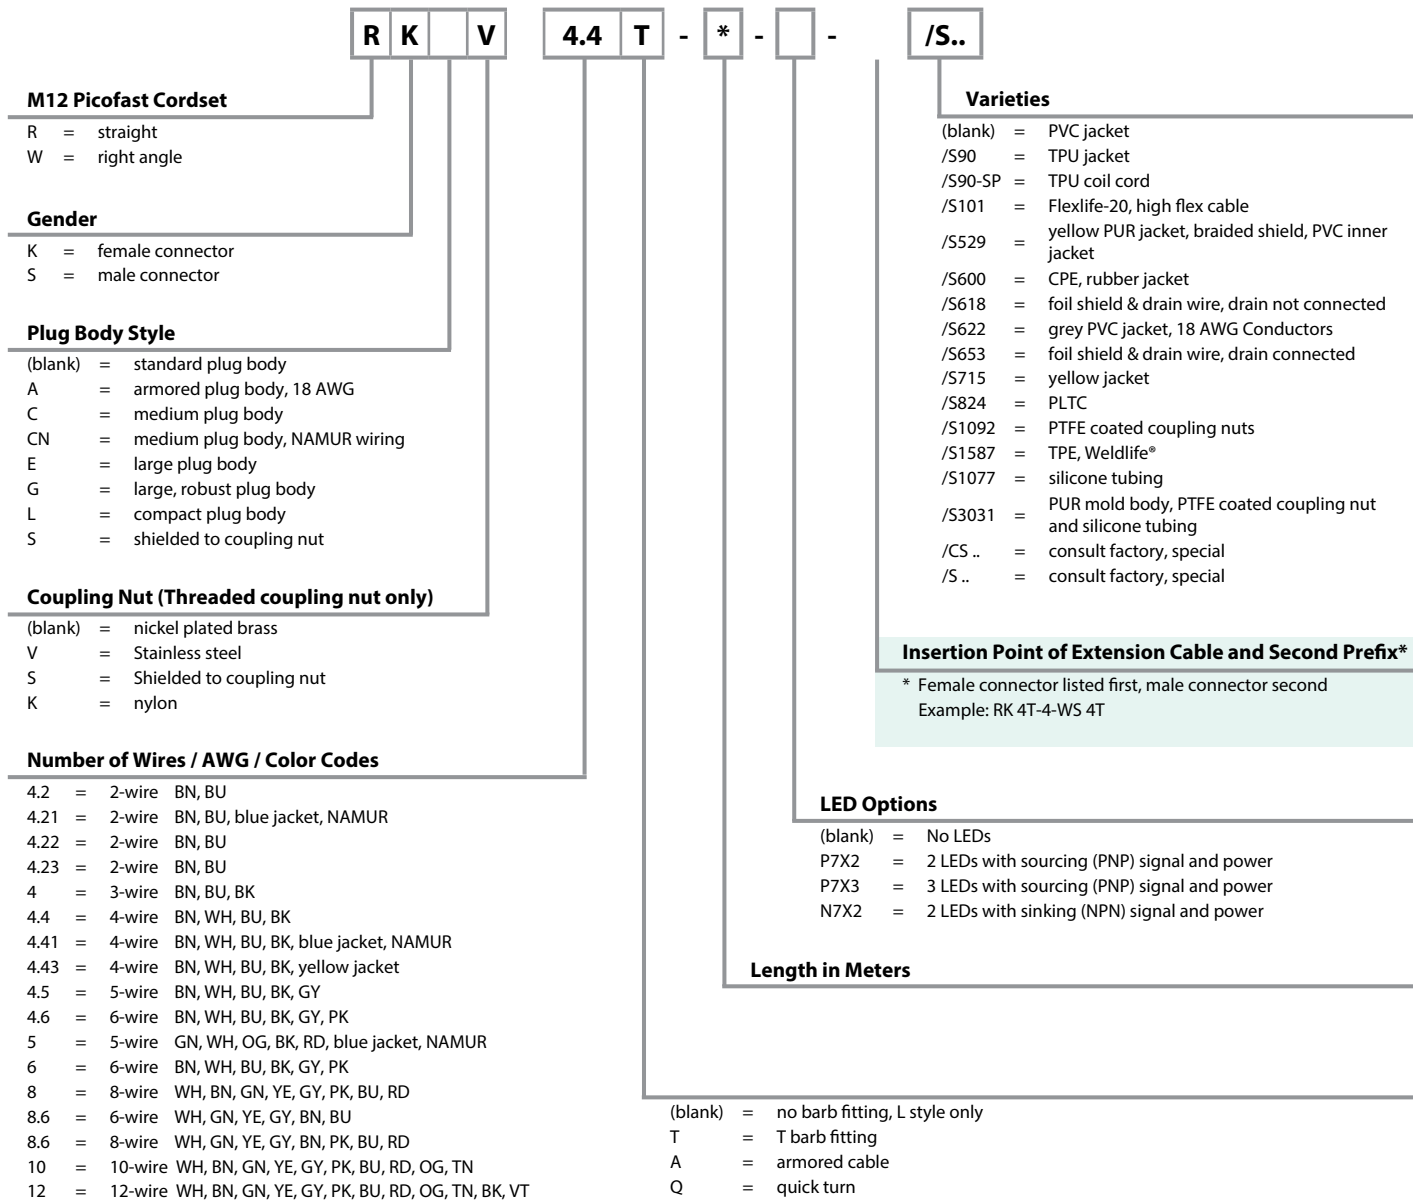 R K V 4.4 T - * - - /S..
M12 Picofast Cordset
R = straight
W = right angle
Gender
K = female connector
S = male connector
Plug Body Style
(blank) = standard plug body
A = armored plug body, 18 AWG
C = medium plug body
CN = medium plug body, NAMUR wiring
E = large plug body
G = large, robust plug body
L = compact plug body
S = shielded to coupling nut
Coupling Nut (Threaded coupling nut only)
(blank) = nickel plated brass
V = Stainless steel
S = Shielded to coupling nut
K = nylon
Number of Wires / AWG / Color Codes
4.2 = 2-wire BN, BU
4.21 = 2-wire BN, BU, blue jacket, NAMUR
4.22 = 2-wire BN, BU
4.23 = 2-wire BN, BU
4 = 3-wire BN, BU, BK
4.4 = 4-wire BN, WH, BU, BK
4.41 = 4-wire BN, WH, BU, BK, blue jacket, NAMUR
4.43 = 4-wire BN, WH, BU, BK, yellow jacket
4.5 = 5-wire BN, WH, BU, BK, GY
4.6 = 6-wire BN, WH, BU, BK, GY, PK
5 = 5-wire GN, WH, OG, BK, RD, blue jacket, NAMUR
6 = 6-wire BN, WH, BU, BK, GY, PK
8 = 8-wire WH, BN, GN, YE, GY, PK, BU, RD
8.6 = 6-wire WH, GN, YE, GY, BN, BU
8.6 = 8-wire WH, GN, YE, GY, BN, PK, BU, RD
10 = 10-wire WH, BN, GN, YE, GY, PK, BU, RD, OG, TN
12 = 12-wire WH, BN, GN, YE, GY, PK, BU, RD, OG, TN, BK, VT
Varieties
(blank) = PVC jacket
/S90 = TPU jacket
/S90-SP = TPU coil cord
/S101 = Flexlife-20, high flex cable
/S529 = yellow PUR jacket, braided shield, PVC inner
jacket
/S600 = CPE, rubber jacket
/S618 = foil shield & drain wire, drain not connected
/S622 = grey PVC jacket, 18 AWG Conductors
/S653 = foil shield & drain wire, drain connected
/S715 = yellow jacket
/S824 = PLTC
/S1092 = PTFE coated coupling nuts
/S1587 = TPE, Weldlife®
/S1077 = silicone tubing
/S3031 = PUR mold body, PTFE coated coupling nut
and silicone tubing
/CS .. = consult factory, special
/S .. = consult factory, special
Insertion Point of Extension Cable and Second Prefix*
* Female connector listed first, male connector second
Example: RK 4T-4-WS 4T
LED Options
(blank) = No LEDs
P7X2 = 2 LEDs with sourcing (PNP) signal and power
P7X3 = 3 LEDs with sourcing (PNP) signal and power
N7X2 = 2 LEDs with sinking (NPN) signal and power
Length in Meters
(blank) = no barb fitting, L style only
T = T barb fitting
A = armored cable
Q = quick turn